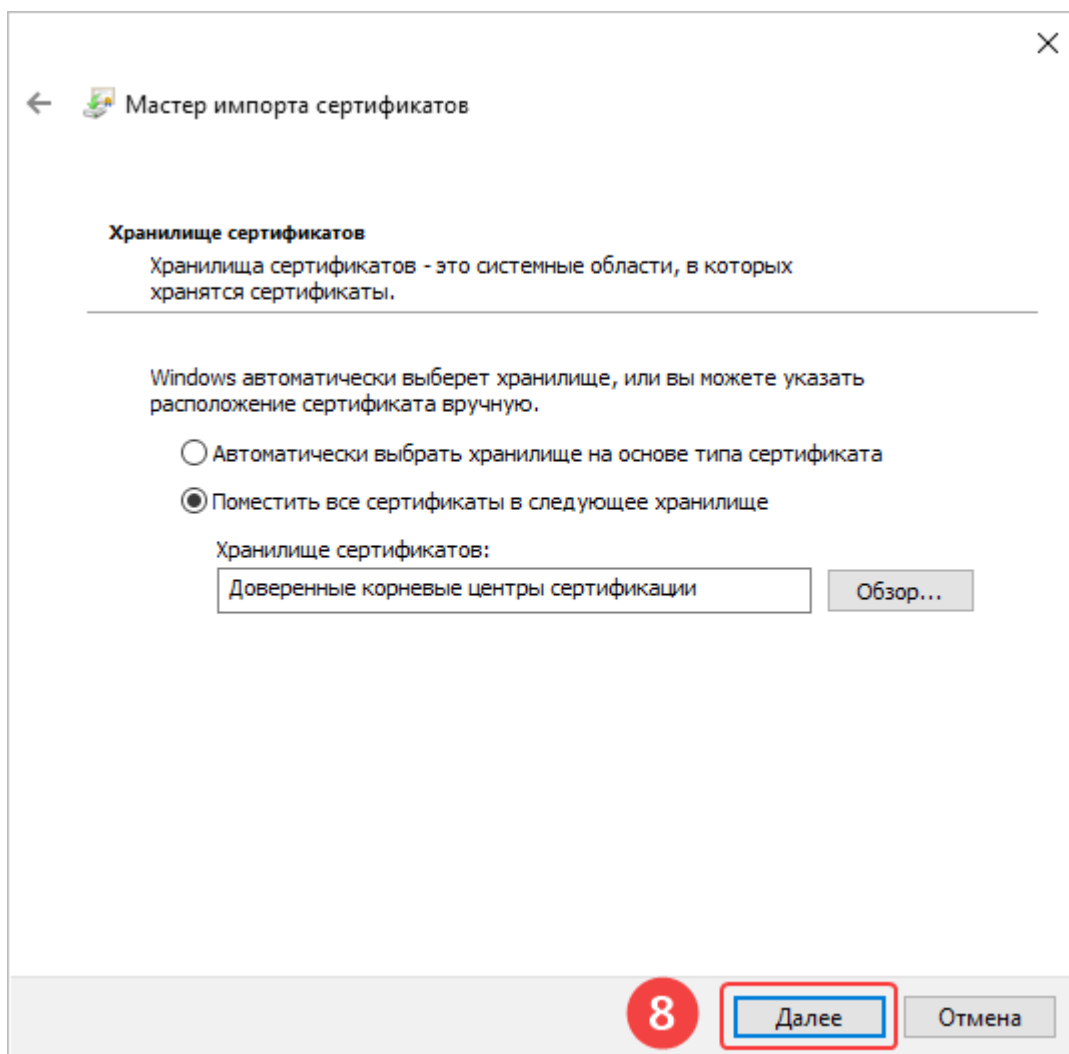 Мастер импорта сертификатов
Хранилище сертификатов
Хранилища сертификатов - это системные области, в которых
хранятся сертификаты.
Windows автоматически выберет хранилище, или вы можете указать
расположение сертификата вручную.
Автоматически выбрать хранилище на основе типа сертификата
Поместить все сертификаты в следующее хранилище
Хранилище сертификатов:
Доверенные корневые центры сертификации
Обзор...
8
Далее
Отмена